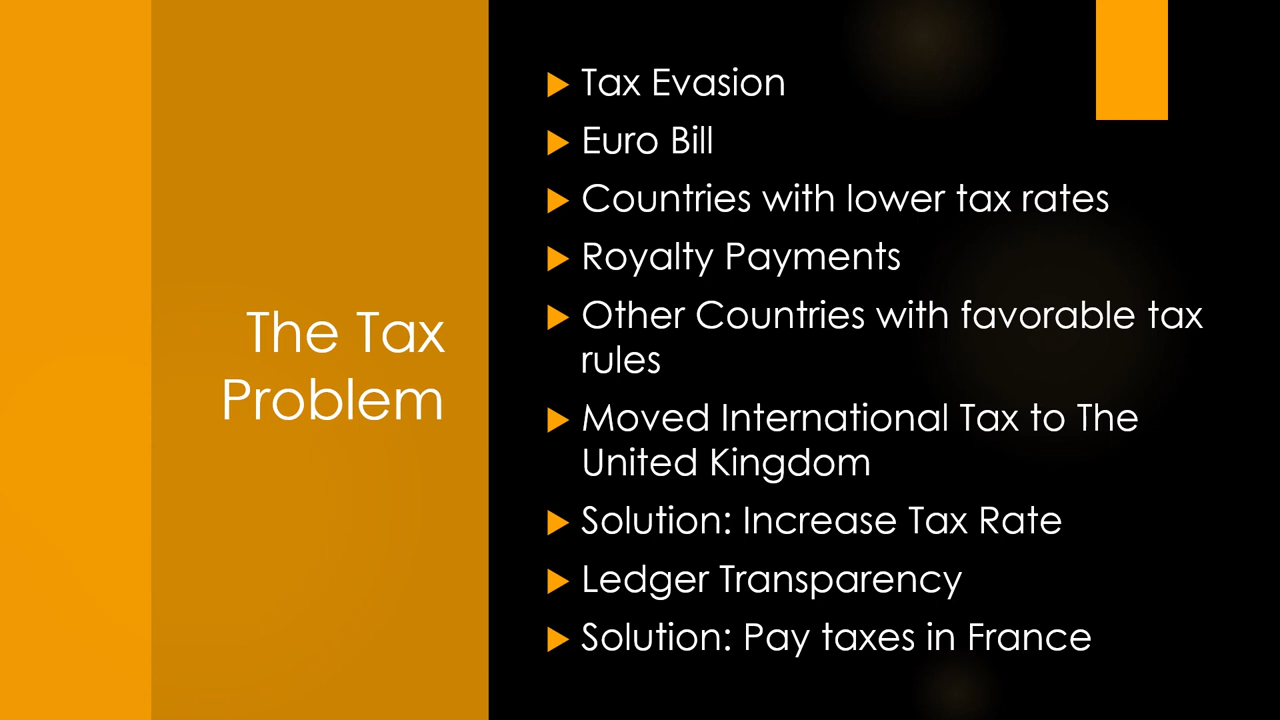 The Tax
Problem
Tax Evasion
Euro Bill
Countries with lower tax rates
Royalty Payments
Other Countries with favorable tax
rules
Moved International Tax to The
United Kingdom
Solution: Increase Tax Rate
Ledger Transparency
Solution: Pay taxes in France